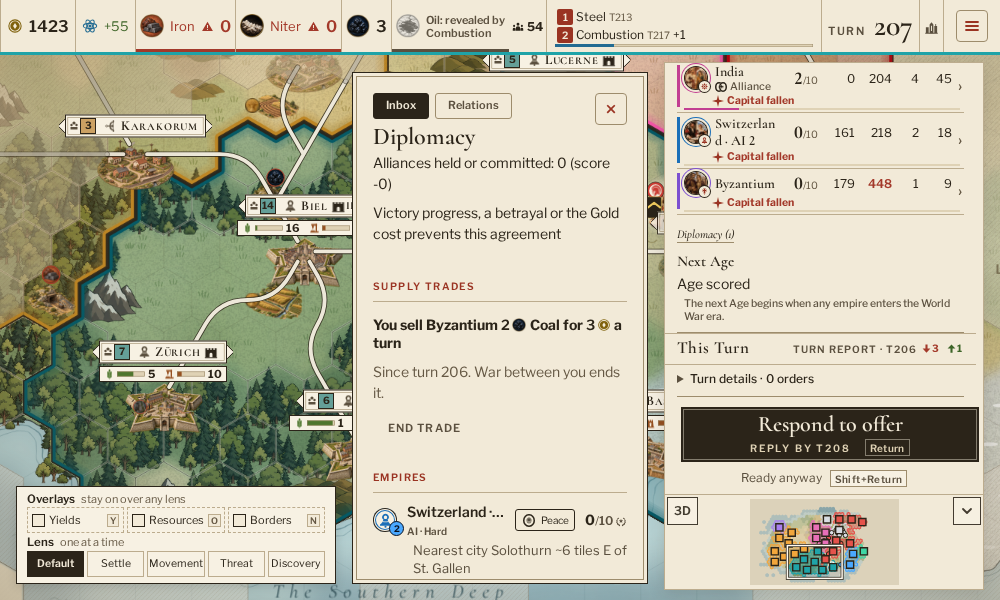 1423
+55
Iron 0
Niter 0
3
Oil: revealed by
Combustion
54
1 Steel T213
2 Combustion T217 +1
TURN 207
5 LUCERNE
3 KARAKORUM
14 BIEL
16
7 ZÜRICH
5 10
6
1
The Southern Deep
Overlays stay on over any lens
Yields Y
Resources O
Borders N
Lens one at a time
Default
Settle
Movement
Threat
Discovery
Inbox
Relations
×
Diplomacy
Alliances held or committed: 0 (score
-0)
Victory progress, a betrayal or the Gold
cost prevents this agreement
SUPPLY TRADES
You sell Byzantium 2 Coal for 3 a
turn
Since turn 206. War between you ends
it.
END TRADE
EMPIRES
2
Switzerland ·...
AI·Hard
Peace
0/10
Nearest city Solothurn ~6 tiles E of
St. Gallen
India 2/10 0 204 4 45 ›
Alliance
Capital fallen
Switzerlan 0/10 161 218 2 18 ›
d · AI 2
Capital fallen
Byzantium 0/10 179 448 1 9 ›
Capital fallen
Diplomacy (1)
Next Age
Age scored
The next Age begins when any empire enters the World
War era.
This Turn TURN REPORT · T206 3 1
Turn details · 0 orders
Respond to offer
REPLY BY T208 Return
Ready anyway Shift+Return
3D